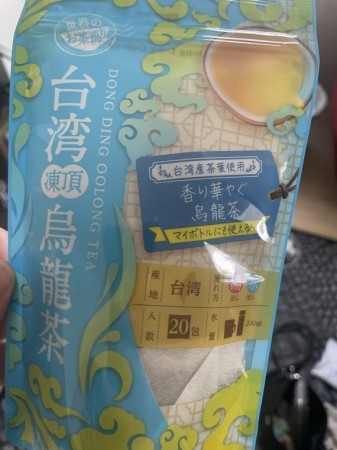 世界の
お茶巡り
DONG DING OOLONG TEA
台湾
凍頂
烏龍茶
台湾産茶葉使用
香り華やぐ
烏龍茶
マイボトルにも使える
産地
台湾
淹れ方
入数
20包
水量
200ml